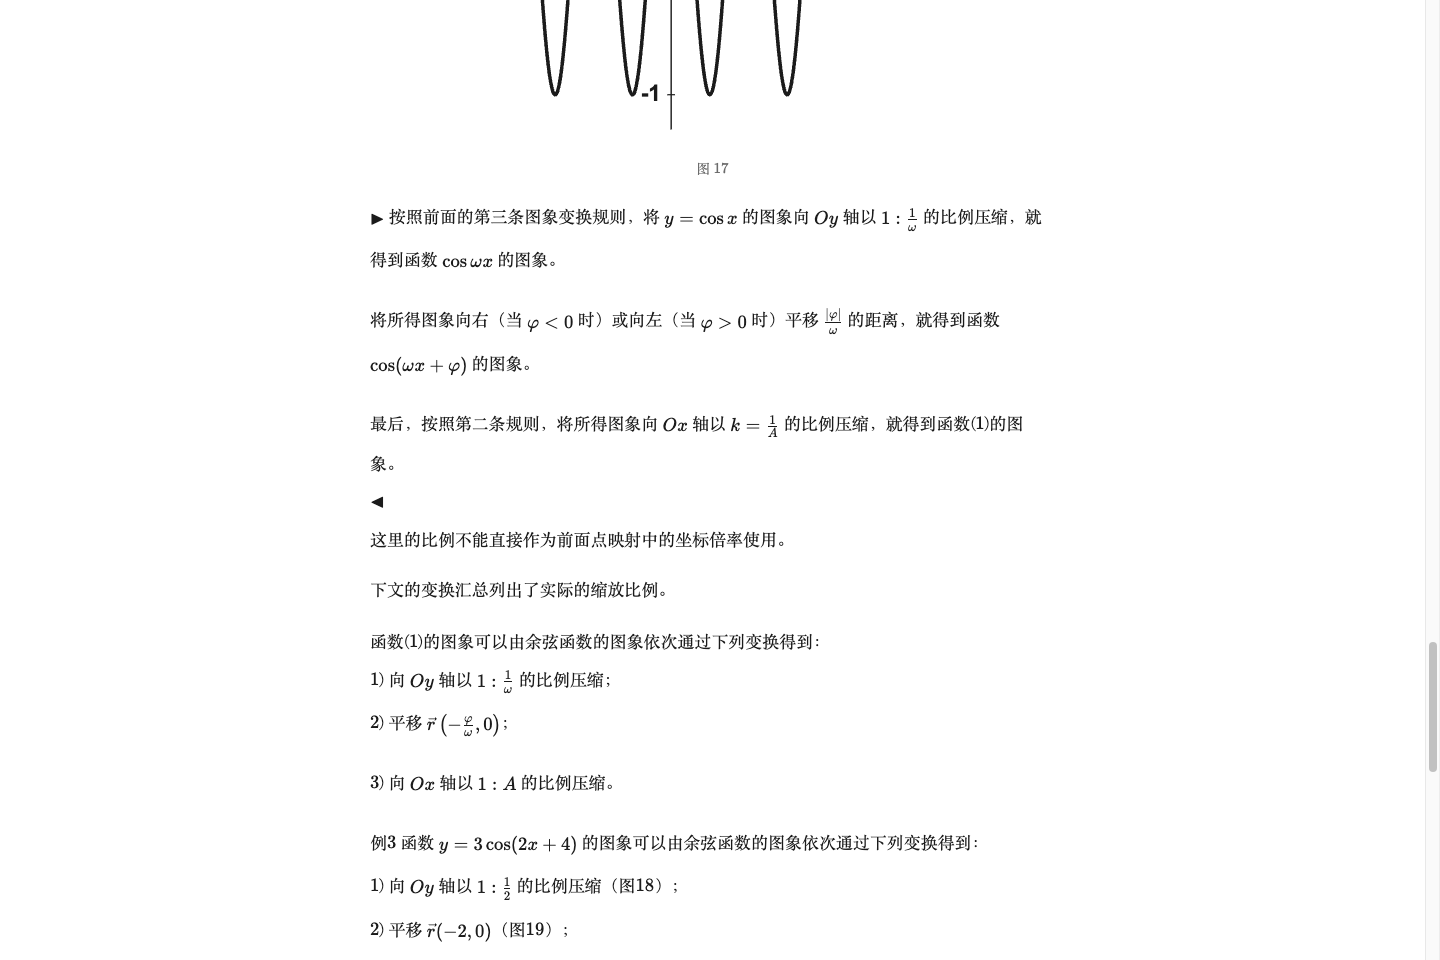 -1
图 17
▶ 按照前面的第三条图象变换规则，将 y = cos x 的图象向 Oy 轴以 1 : 1/ω 的比例压缩，就
得到函数 cos ωx 的图象。
将所得图象向右（当 φ < 0 时）或向左（当 φ > 0 时）平移 |φ|/ω 的距离，就得到函数
cos(ωx + φ) 的图象。
最后，按照第二条规则，将所得图象向 Ox 轴以 k = 1/A 的比例压缩，就得到函数(1)的图
象。
◀
这里的比例不能直接作为前面点映射中的坐标倍率使用。
下文的变换汇总列出了实际的缩放比例。
函数(1)的图象可以由余弦函数的图象依次通过下列变换得到：
1) 向 Oy 轴以 1 : 1/ω 的比例压缩；
2) 平移 r⃗ (−φ/ω, 0)；
3) 向 Ox 轴以 1 : A 的比例压缩。
例3 函数 y = 3 cos(2x + 4) 的图象可以由余弦函数的图象依次通过下列变换得到：
1) 向 Oy 轴以 1 : 1/2 的比例压缩（图18）；
2) 平移 r⃗(−2, 0)（图19）；